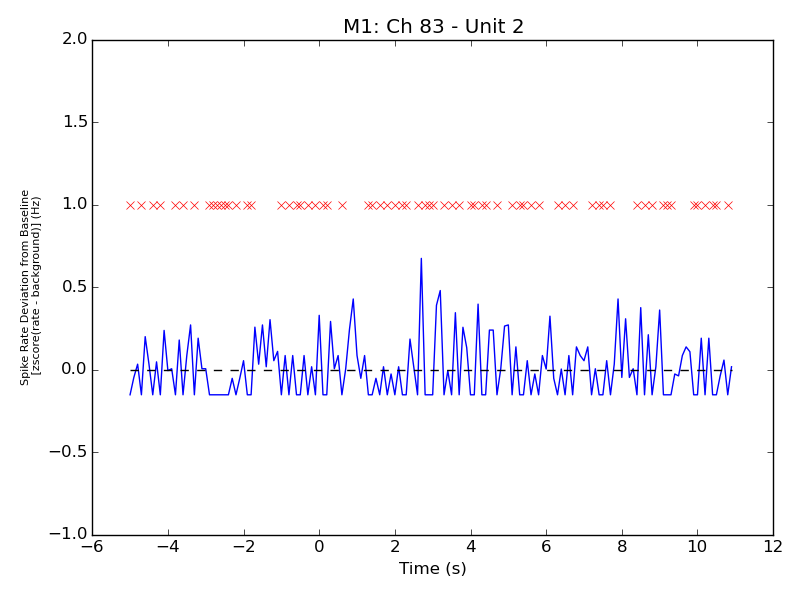 M1: Ch 83 - Unit 2
2.0
1.5
1.0
0.5
0.0
−0.5
−1.0
Spike Rate Deviation from Baseline
[zscore(rate - background)] (Hz)
−6 −4 −2 0 2 4 6 8 10 12
Time (s)